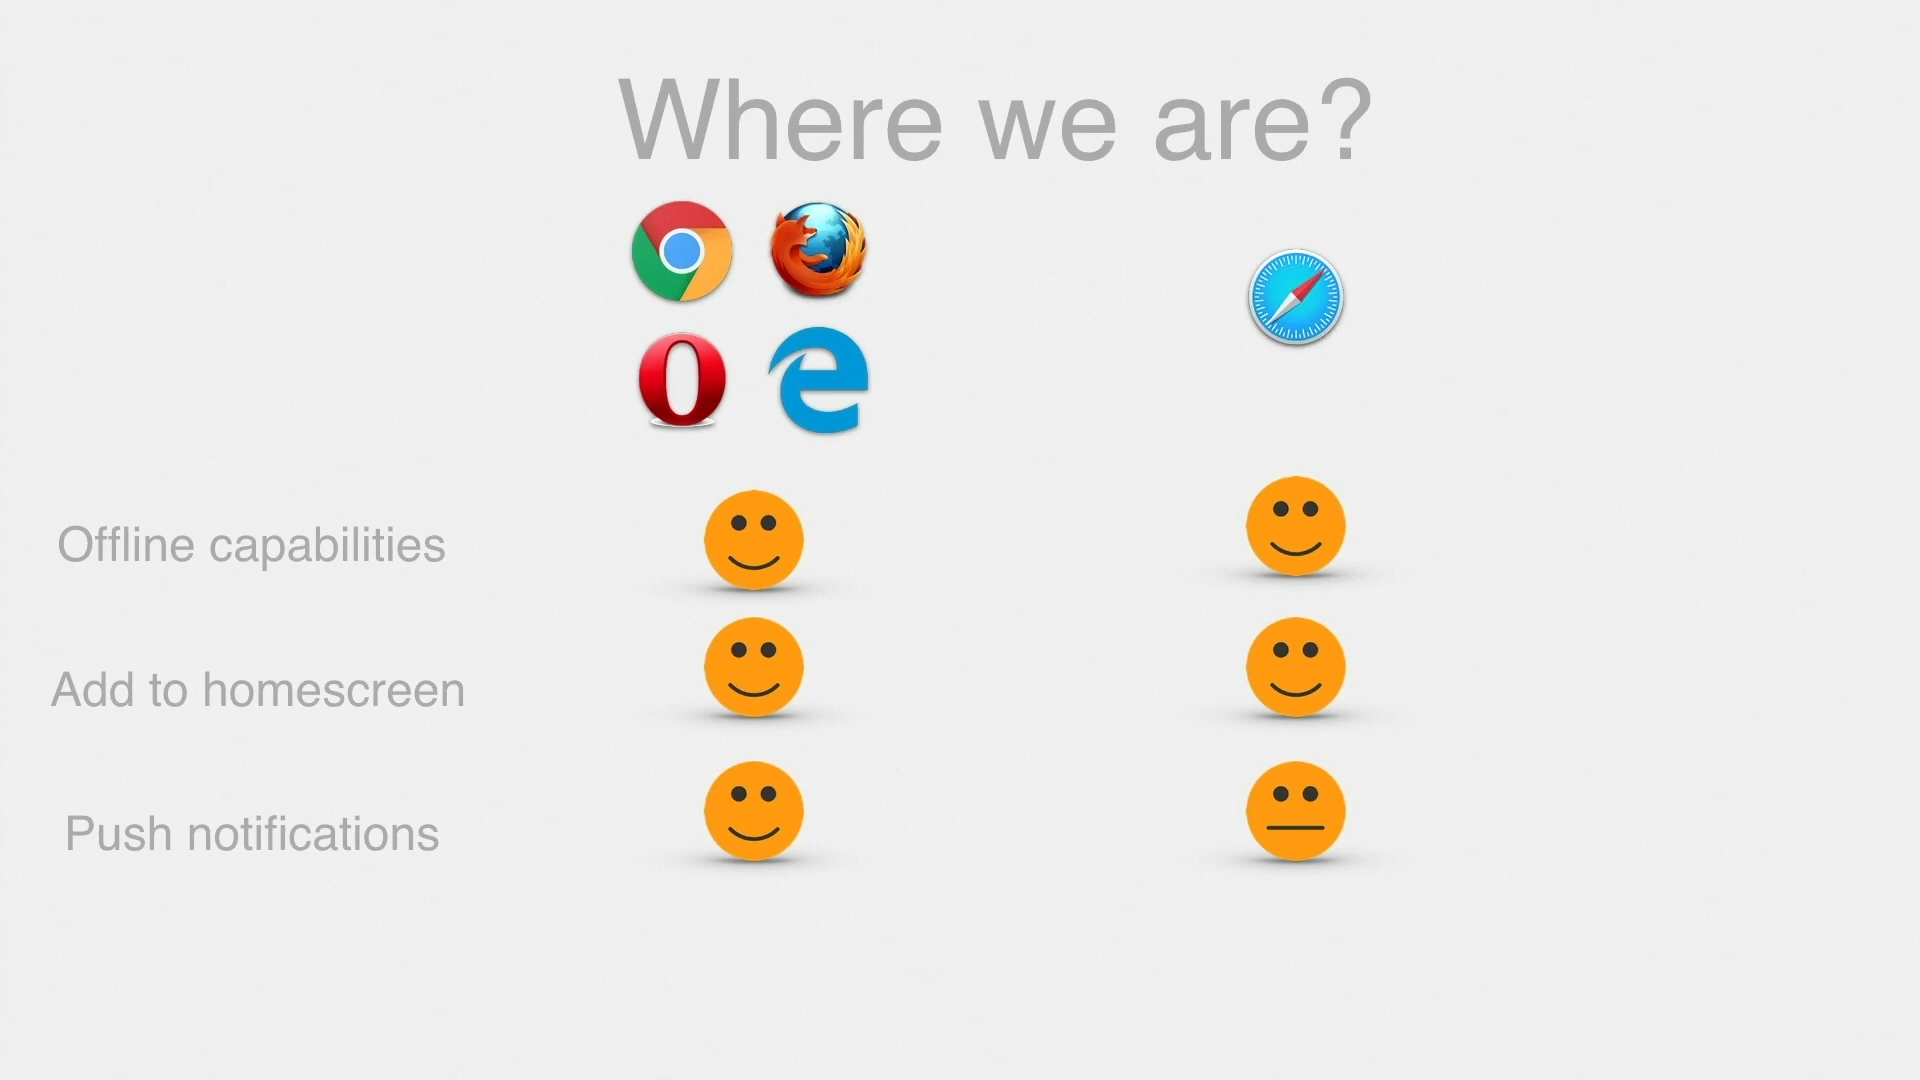 Where we are?
Offline capabilities
Add to homescreen
Push notifications